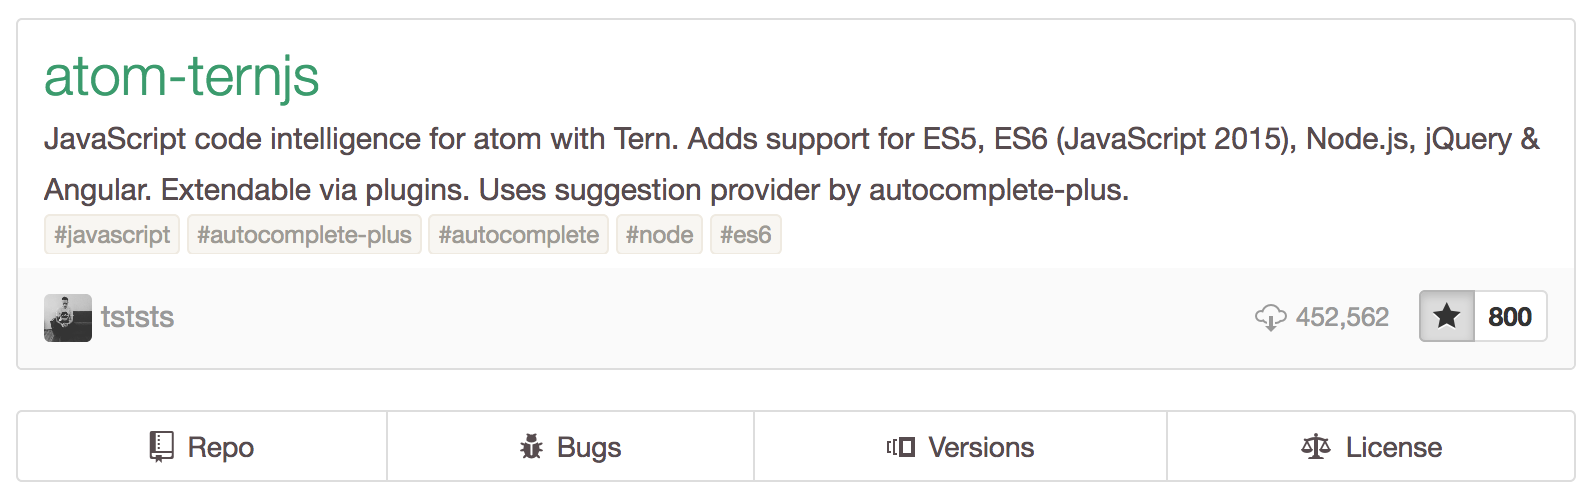 atom-ternjs
JavaScript code intelligence for atom with Tern. Adds support for ES5, ES6 (JavaScript 2015), Node.js, jQuery &
Angular. Extendable via plugins. Uses suggestion provider by autocomplete-plus.
#javascript #autocomplete-plus #autocomplete #node #es6
tststs 452,562 800
Repo Bugs Versions License